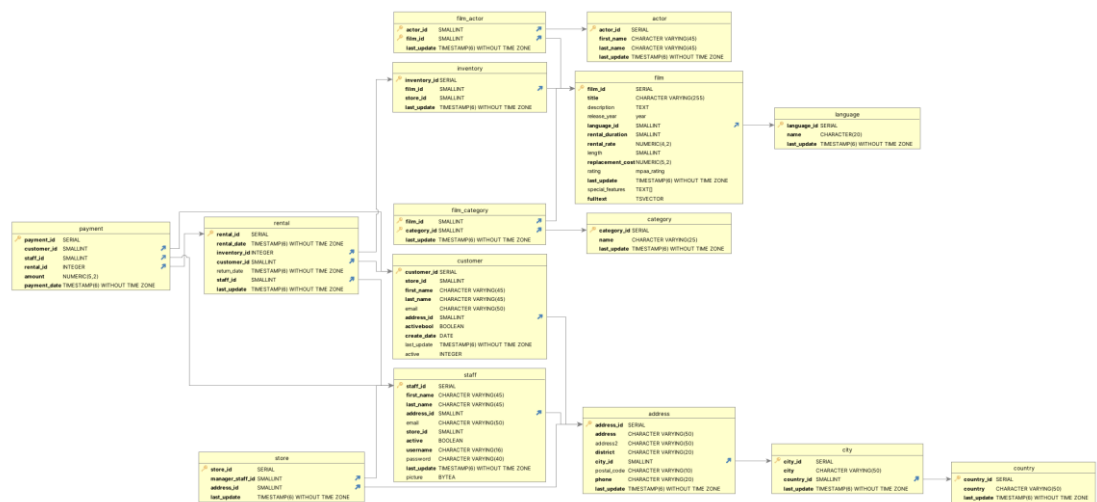 film_actor
actor_id SMALLINT
film_id SMALLINT
last_update TIMESTAMP(6) WITHOUT TIME ZONE
actor
actor_id SERIAL
first_name CHARACTER VARYING(45)
last_name CHARACTER VARYING(45)
last_update TIMESTAMP(6) WITHOUT TIME ZONE
inventory
inventory_id SERIAL
film_id SMALLINT
store_id SMALLINT
last_update TIMESTAMP(6) WITHOUT TIME ZONE
film
film_id SERIAL
title CHARACTER VARYING(255)
description TEXT
release_year year
language_id SMALLINT
rental_duration SMALLINT
rental_rate NUMERIC(4,2)
length SMALLINT
replacement_cost NUMERIC(5,2)
rating mpaa_rating
last_update TIMESTAMP(6) WITHOUT TIME ZONE
special_features TEXT[]
fulltext TSVECTOR
language
language_id SERIAL
name CHARACTER(20)
last_update TIMESTAMP(6) WITHOUT TIME ZONE
film_category
film_id SMALLINT
category_id SMALLINT
last_update TIMESTAMP(6) WITHOUT TIME ZONE
category
category_id SERIAL
name CHARACTER VARYING(25)
last_update TIMESTAMP(6) WITHOUT TIME ZONE
payment
payment_id SERIAL
customer_id SMALLINT
staff_id SMALLINT
rental_id INTEGER
amount NUMERIC(5,2)
payment_date TIMESTAMP(6) WITHOUT TIME ZONE
rental
rental_id SERIAL
rental_date TIMESTAMP(6) WITHOUT TIME ZONE
inventory_id INTEGER
customer_id SMALLINT
return_date TIMESTAMP(6) WITHOUT TIME ZONE
staff_id SMALLINT
last_update TIMESTAMP(6) WITHOUT TIME ZONE
customer
customer_id SERIAL
store_id SMALLINT
first_name CHARACTER VARYING(45)
last_name CHARACTER VARYING(45)
email CHARACTER VARYING(50)
address_id SMALLINT
activebool BOOLEAN
create_date DATE
last_update TIMESTAMP(6) WITHOUT TIME ZONE
active INTEGER
staff
staff_id SERIAL
first_name CHARACTER VARYING(45)
last_name CHARACTER VARYING(45)
address_id SMALLINT
email CHARACTER VARYING(50)
store_id SMALLINT
active BOOLEAN
username CHARACTER VARYING(16)
password CHARACTER VARYING(40)
last_update TIMESTAMP(6) WITHOUT TIME ZONE
picture BYTEA
store
store_id SERIAL
manager_staff_id SMALLINT
address_id SMALLINT
last_update TIMESTAMP(6) WITHOUT TIME ZONE
address
address_id SERIAL
address CHARACTER VARYING(50)
address2 CHARACTER VARYING(50)
district CHARACTER VARYING(20)
city_id SMALLINT
postal_code CHARACTER VARYING(10)
phone CHARACTER VARYING(20)
last_update TIMESTAMP(6) WITHOUT TIME ZONE
city
city_id SERIAL
city CHARACTER VARYING(50)
country_id SMALLINT
last_update TIMESTAMP(6) WITHOUT TIME ZONE
country
country_id SERIAL
country CHARACTER VARYING(50)
last_update TIMESTAMP(6) WITHOUT TIME ZONE